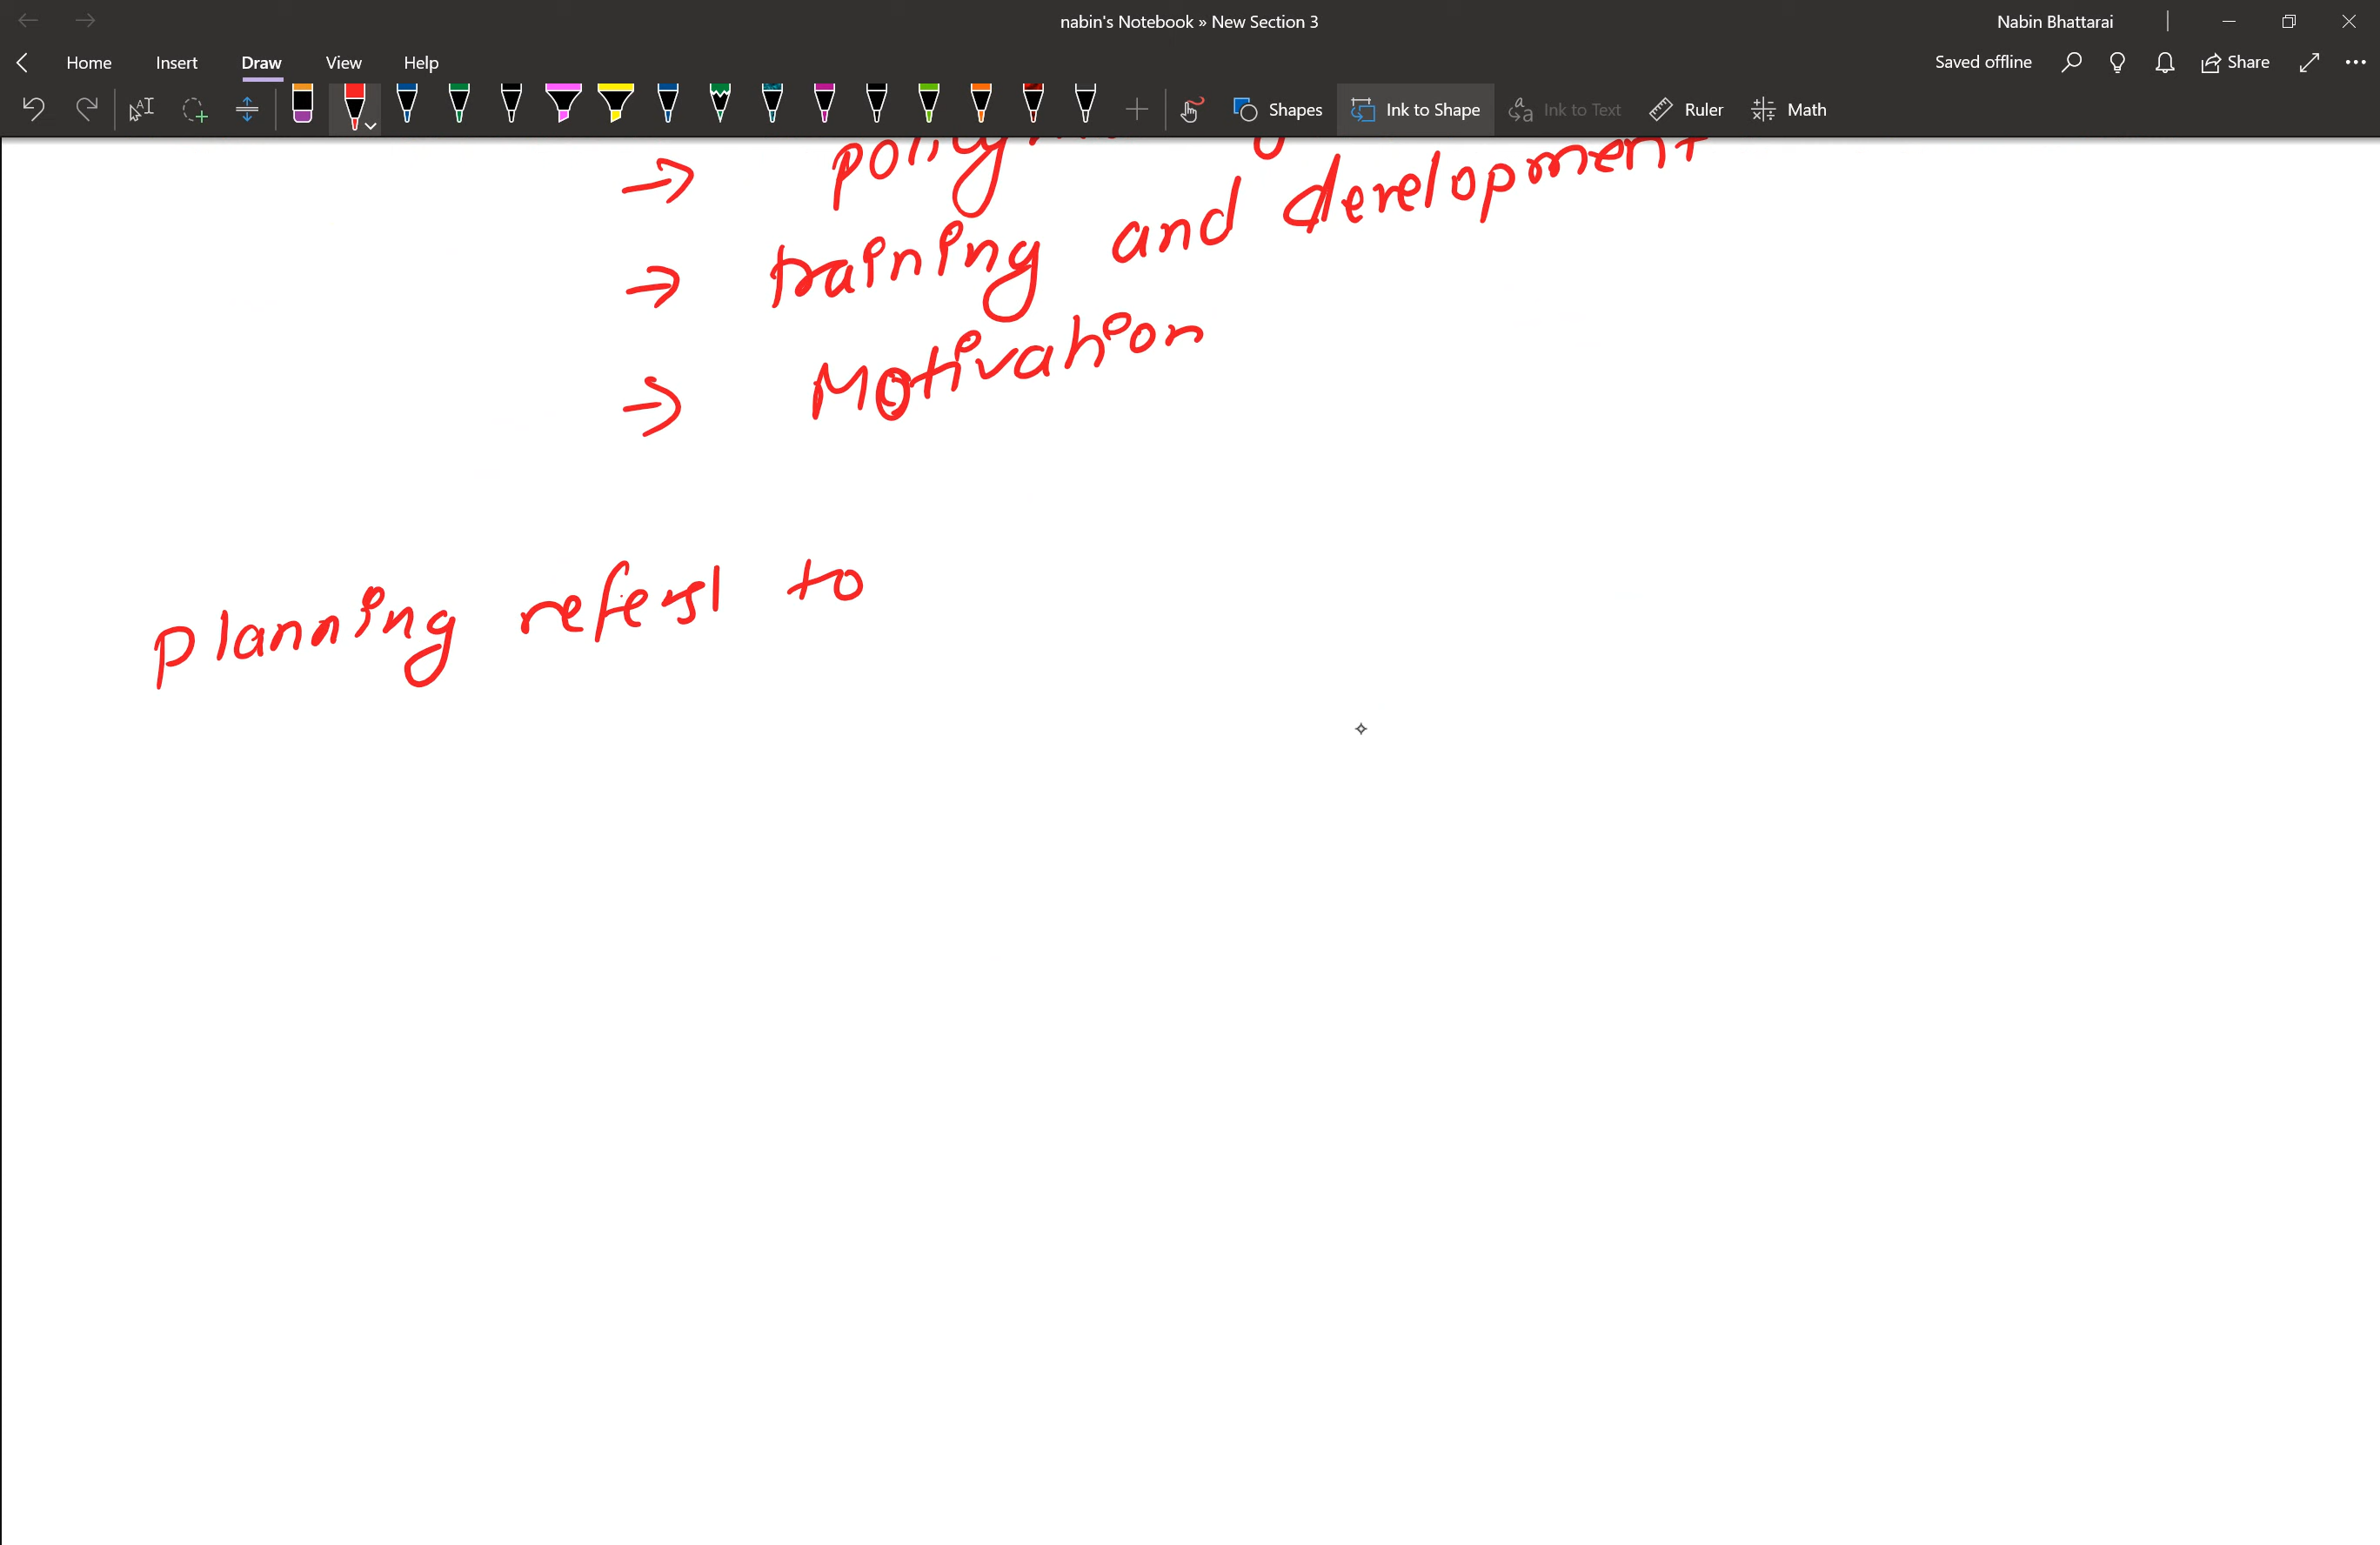 nabin's Notebook » New Section 3
Nabin Bhattarai
Home Insert Draw View Help
Saved offline
Share
Shapes
Ink to Shape
Ink to Text
Ruler
Math
→
→ training and development
→ Motivation
planning refers to